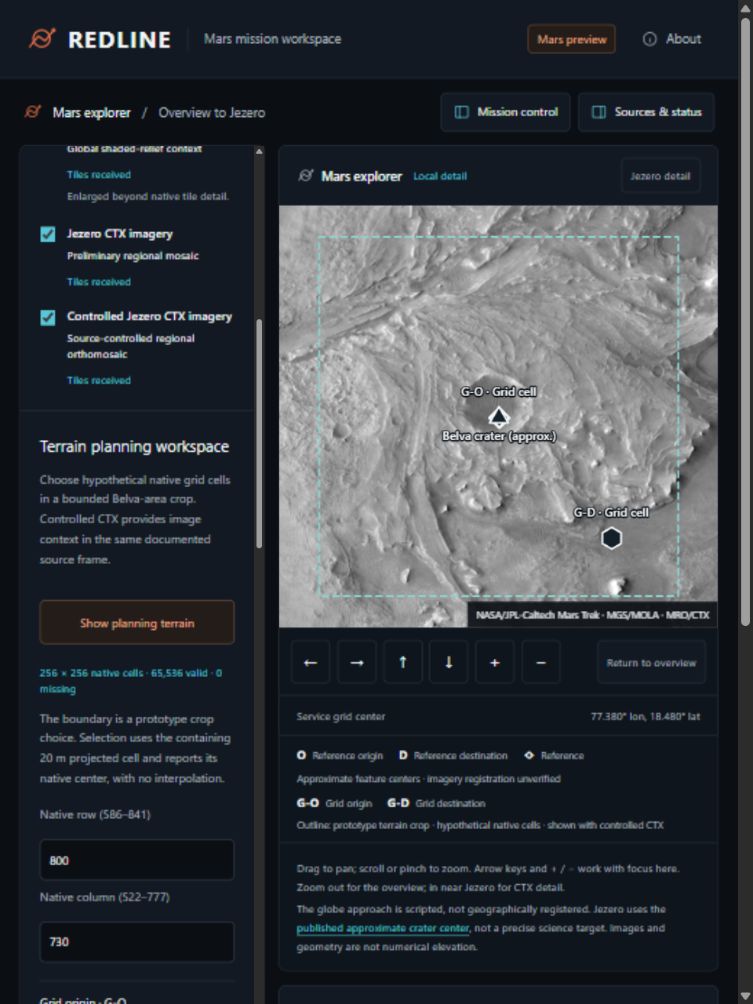 REDLINE
Mars mission workspace
Mars preview
About
Mars explorer / Overview to Jezero
Mission control
Sources & status
Global shaded-relief context
Tiles received
Enlarged beyond native tile detail.
Jezero CTX imagery
Preliminary regional mosaic
Tiles received
Controlled Jezero CTX imagery
Source-controlled regional
orthomosaic
Tiles received
Terrain planning workspace
Choose hypothetical native grid cells
in a bounded Belva-area crop.
Controlled CTX provides image
context in the same documented
source frame.
Show planning terrain
256 × 256 native cells · 65,536 valid · 0
missing
The boundary is a prototype crop
choice. Selection uses the containing
20 m projected cell and reports its
native center, with no interpolation.
Native row (586–841)
800
Native column (522–777)
730
Grid origin · G-O
Mars explorer Local detail
Jezero detail
G-O · Grid cell
Belva crater (approx.)
G-D · Grid cell
NASA/JPL-Caltech Mars Trek · MGS/MOLA · MRO/CTX
← → ↑ ↓ + −
Return to overview
Service grid center
77.380° lon, 18.480° lat
O Reference origin D Reference destination Reference
Approximate feature centers · imagery registration unverified
G-O Grid origin G-D Grid destination
Outline: prototype terrain crop · hypothetical native cells · shown with controlled CTX
Drag to pan; scroll or pinch to zoom. Arrow keys and + / − work with focus here.
Zoom out for the overview; in near Jezero for CTX detail.
The globe approach is scripted, not geographically registered. Jezero uses the
published approximate crater center, not a precise science target. Images and
geometry are not numerical elevation.